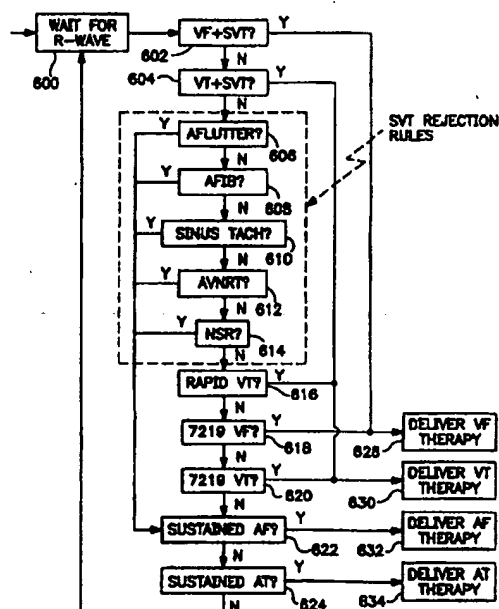 WAIT FOR
R-WAVE
600
VF+SVT?
Y
602
N
604
VT+SVT?
Y
N
SVT REJECTION
RULES
Y
AFLUTTER?
606
N
Y
AFIB?
608
N
Y
SINUS TACH?
610
N
Y
AVNRT?
612
N
Y
NSR?
614
N
RAPID VT?
Y
616
N
7219 VF?
Y
618
DELIVER VF
THERAPY
628
N
7219 VT?
Y
620
DELIVER VT
THERAPY
630
N
SUSTAINED AF?
Y
622
DELIVER AF
THERAPY
632
N
SUSTAINED AT?
Y
624
DELIVER AT
THERAPY
634
N